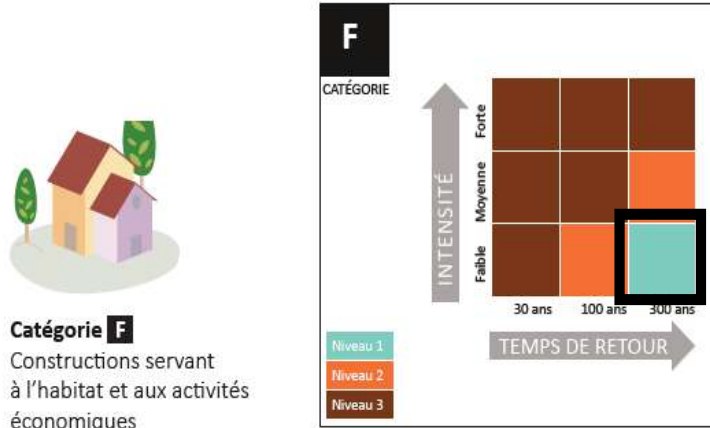 Catégorie F
Constructions servant
à l'habitat et aux activités
économiques
F
CATÉGORIE
INTENSITÉ
Forte
Moyenne
Faible
30 ans
100 ans
300 ans
TEMPS DE RETOUR
Niveau 1
Niveau 2
Niveau 3